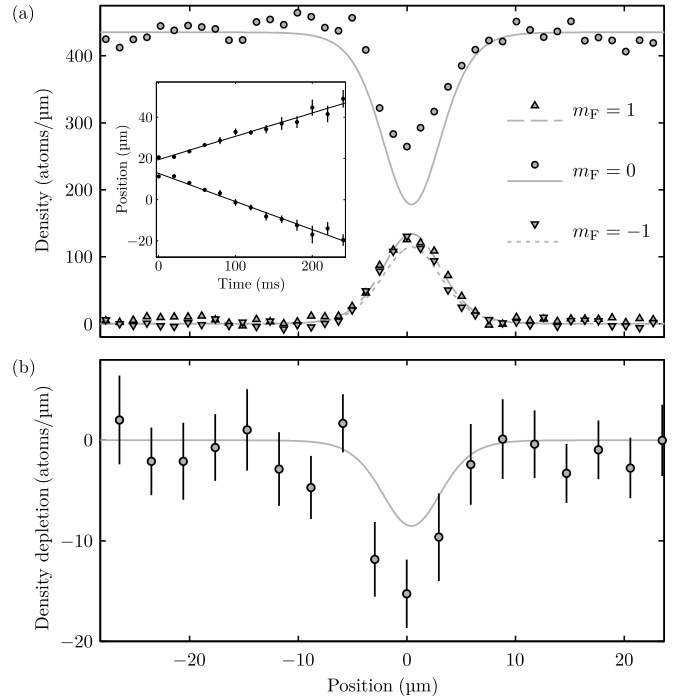 (a)
400
300
200
100
0
Density (atoms/µm)
40
20
0
−20
Position (µm)
0
100
200
Time (ms)
m_F = 1
m_F = 0
m_F = −1
(b)
0
−10
−20
Density depletion (atoms/µm)
−20
−10
0
10
20
Position (µm)